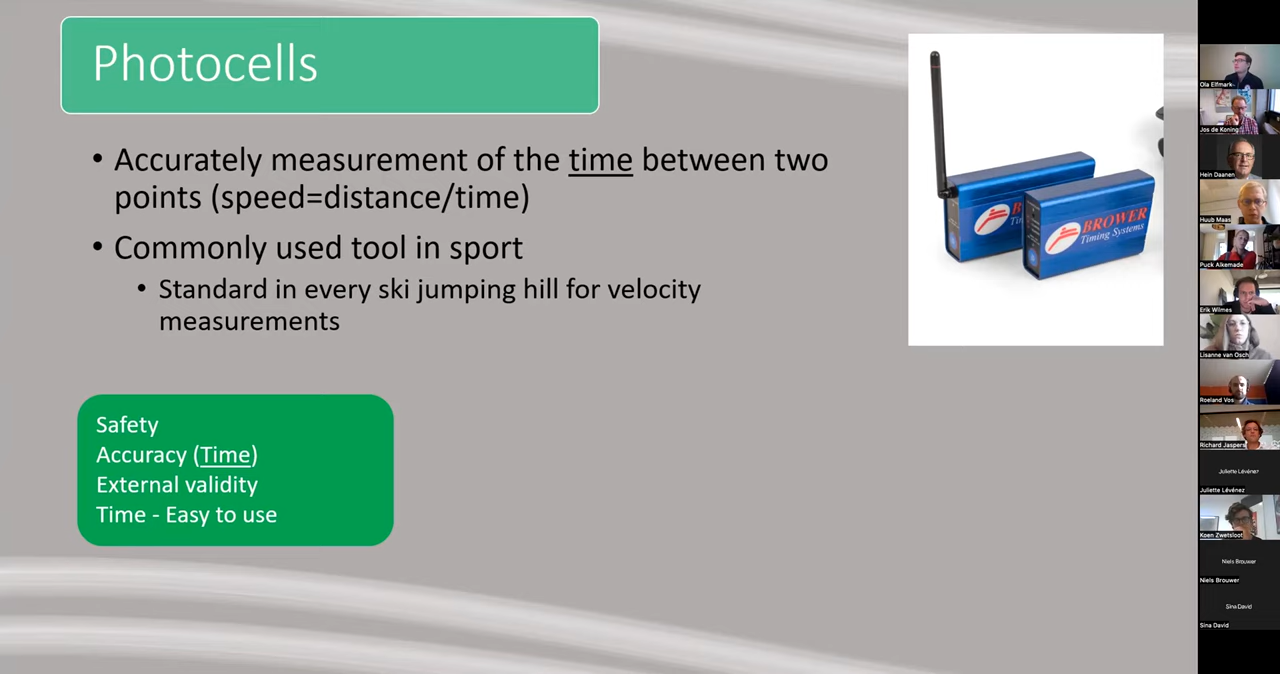 Photocells
• Accurately measurement of the time between two
points (speed=distance/time)
• Commonly used tool in sport
• Standard in every ski jumping hill for velocity
measurements
Safety
Accuracy (Time)
External validity
Time - Easy to use
BROWER
Timing Systems
Ola Elfmark
Jos de Koning
Hein Daanen
Huub Maas
Puck Alkemade
Erik Wilmes
Lisanne van Osch
Roeland Vos
Richard Jaspers
Juliette Lévénez
Juliette Lévénez
Koen Zwetsloot
Niels Brouwer
Niels Brouwer
Sina David
Sina David